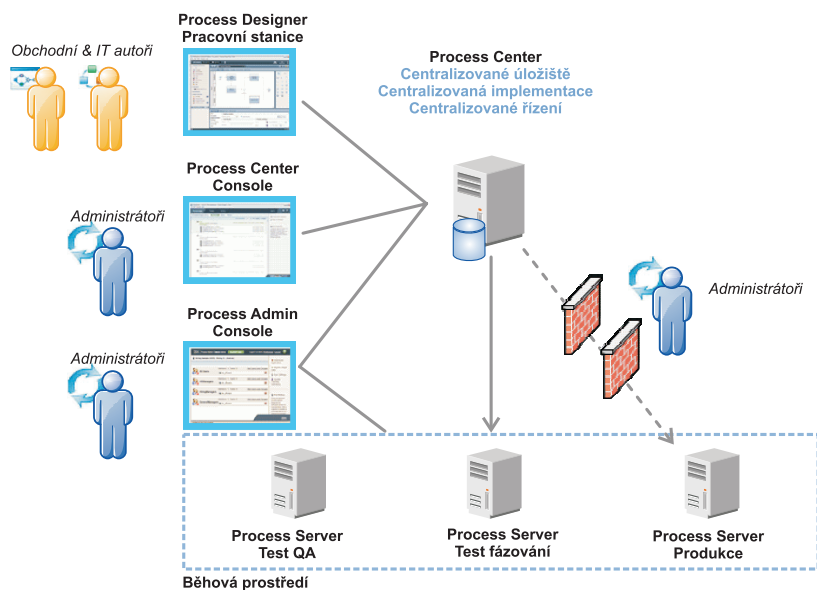 Process Designer
Pracovní stanice
Obchodní & IT autoři
Process Center
Centralizované úložiště
Centralizovaná implementace
Centralizované řízení
Process Center
Console
Administrátoři
Process Admin
Console
Administrátoři
Administrátoři
Process Server
Test QA
Process Server
Test fázování
Process Server
Produkce
Běhová prostředí